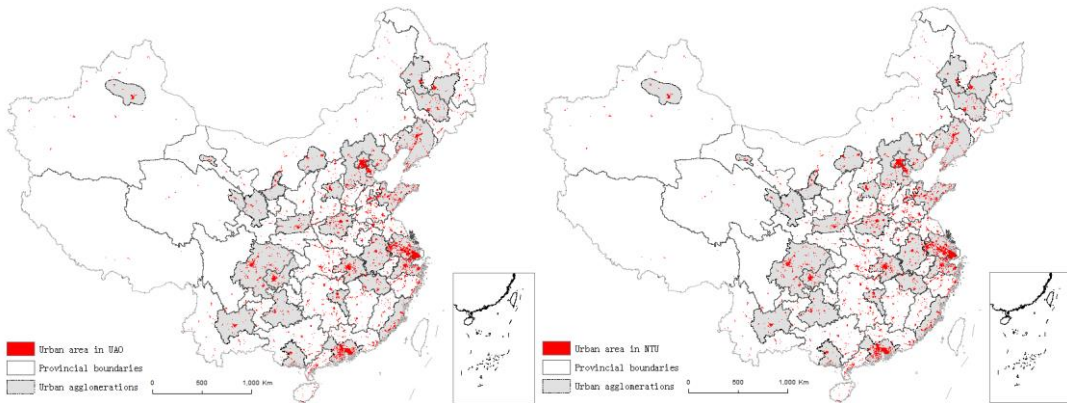 Urban area in UAO
Provincial boundaries
Urban agglomerations
0 500 1,000 Km
Urban area in NTU
Provincial boundaries
Urban agglomerations
0 500 1,000 Km